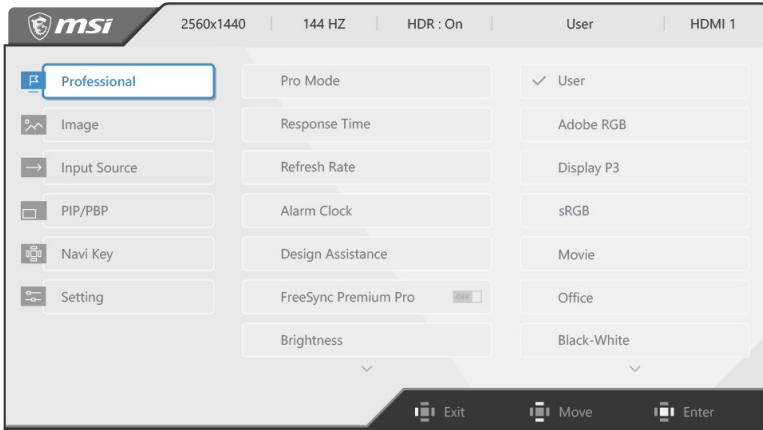 msi 2560x1440 144 HZ HDR : On User HDMI 1
Professional
Image
Input Source
PIP/PBP
Navi Key
Setting
Pro Mode
Response Time
Refresh Rate
Alarm Clock
Design Assistance
FreeSync Premium Pro OFF
Brightness
User
Adobe RGB
Display P3
sRGB
Movie
Office
Black-White
Exit Move Enter